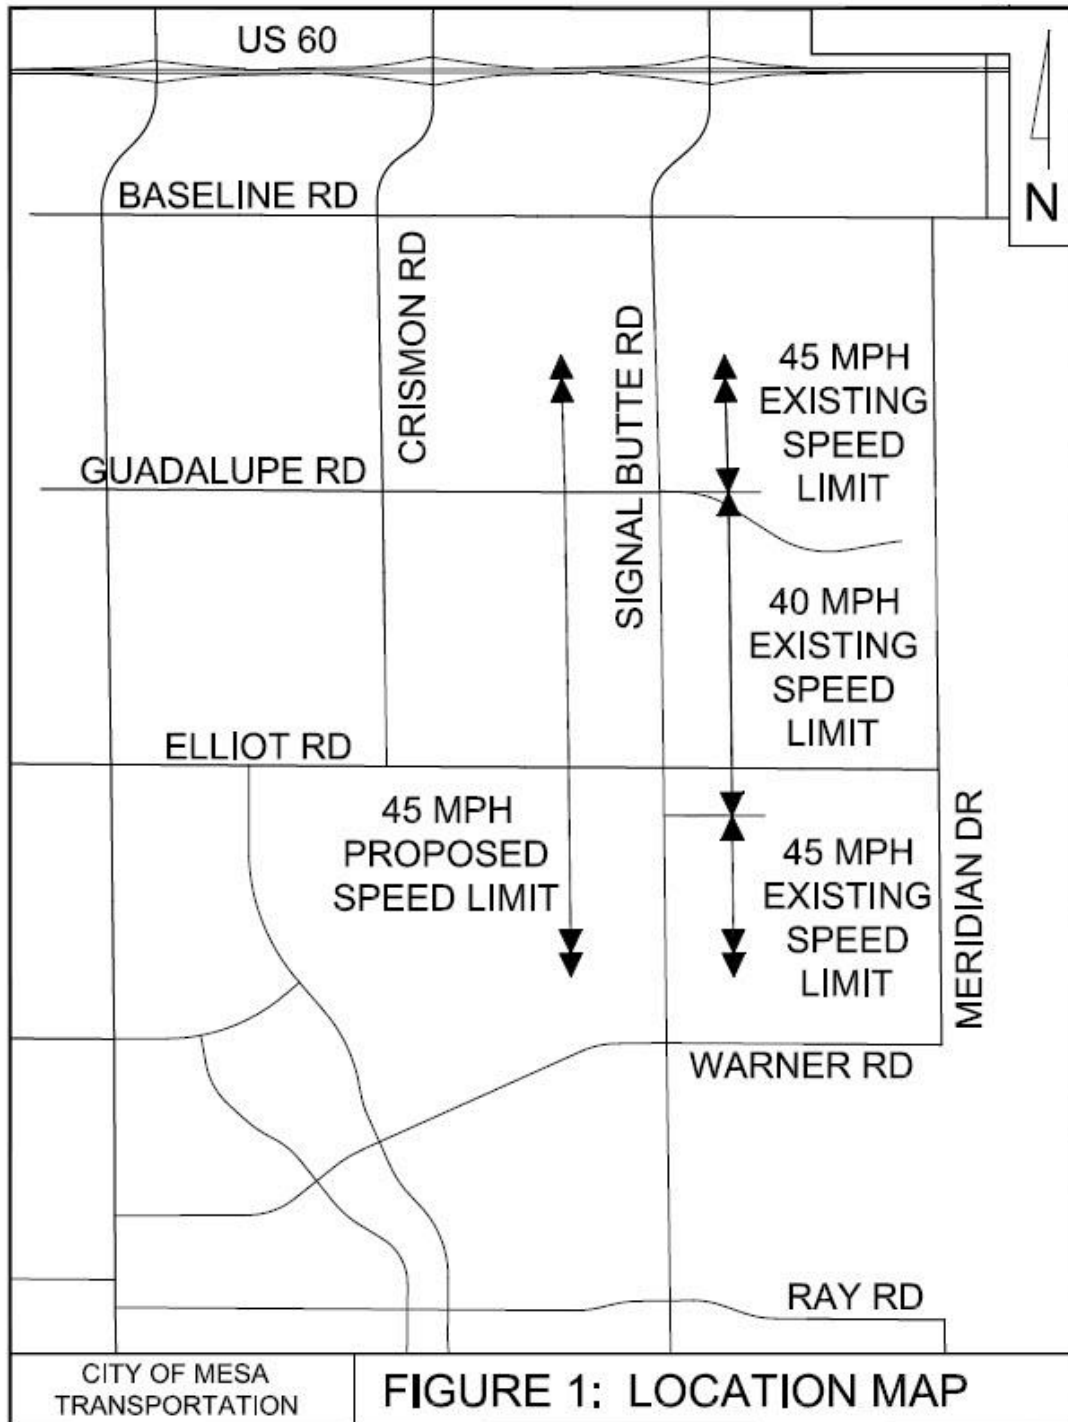 US 60
N
BASELINE RD
CRISMON RD
SIGNAL BUTTE RD
45 MPH
EXISTING
SPEED
LIMIT
GUADALUPE RD
40 MPH
EXISTING
SPEED
LIMIT
ELLIOT RD
45 MPH
PROPOSED
SPEED LIMIT
45 MPH
EXISTING
SPEED
LIMIT
MERIDIAN DR
WARNER RD
RAY RD
CITY OF MESA
TRANSPORTATION
FIGURE 1: LOCATION MAP